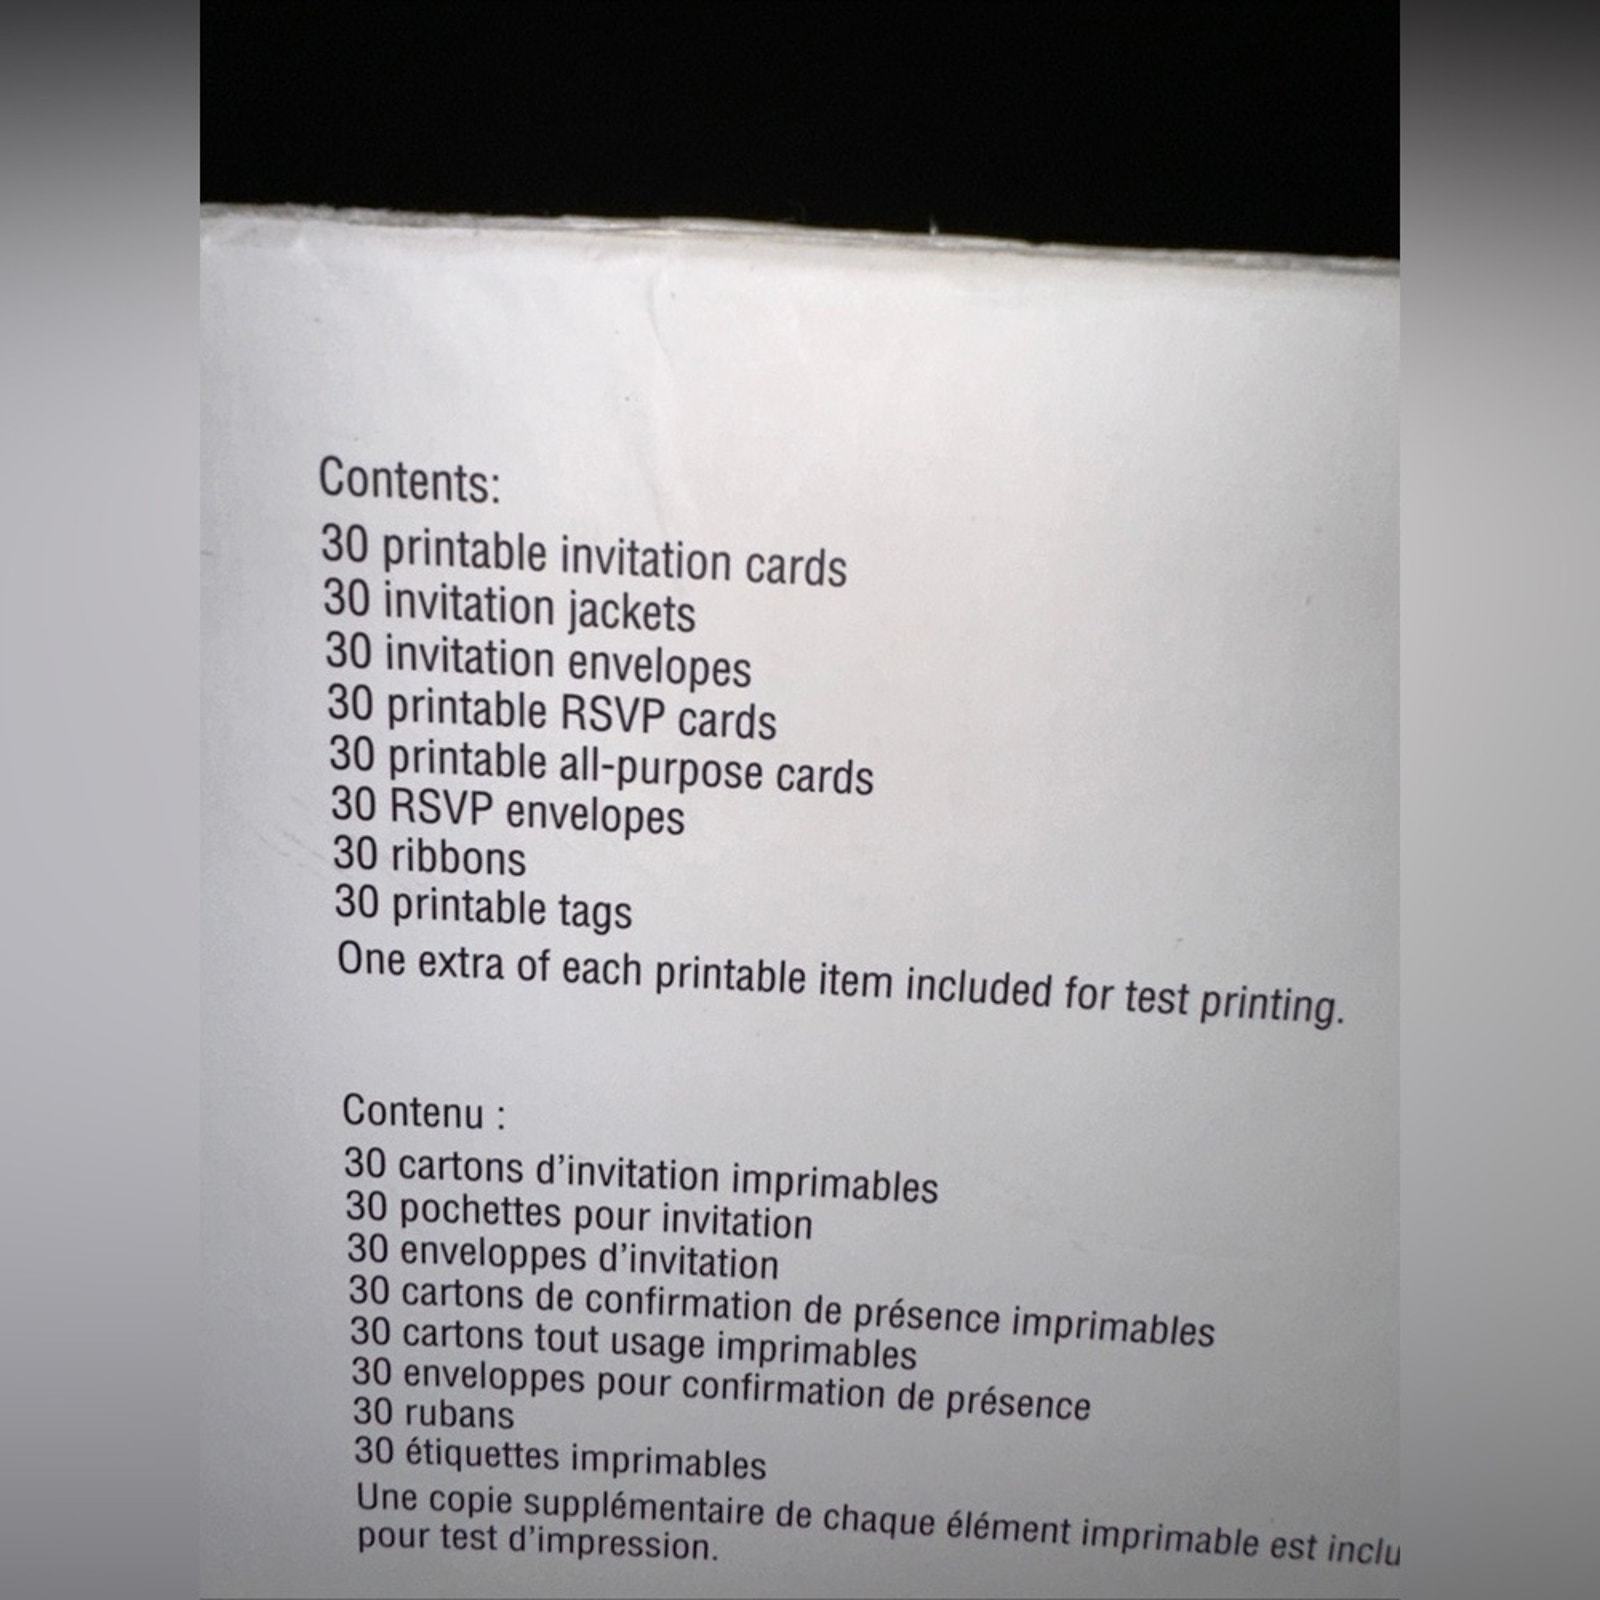 Contents:
30 printable invitation cards
30 invitation jackets
30 invitation envelopes
30 printable RSVP cards
30 printable all-purpose cards
30 RSVP envelopes
30 ribbons
30 printable tags
One extra of each printable item included for test printing.
Contenu :
30 cartons d’invitation imprimables
30 pochettes pour invitation
30 enveloppes d’invitation
30 cartons de confirmation de présence imprimables
30 cartons tout usage imprimables
30 enveloppes pour confirmation de présence
30 rubans
30 étiquettes imprimables
Une copie supplémentaire de chaque élément imprimable est inclu
pour test d’impression.